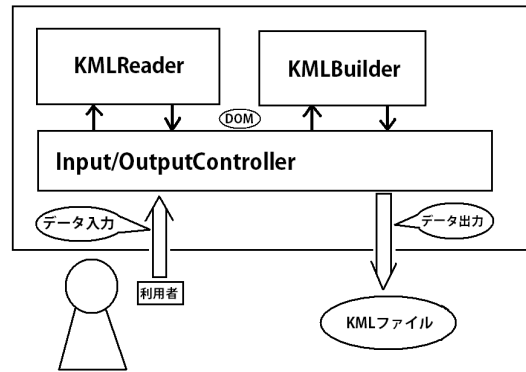 KMLReader
KMLBuilder
DOM
Input/OutputController
データ入力
データ出力
利用者
KMLファイル